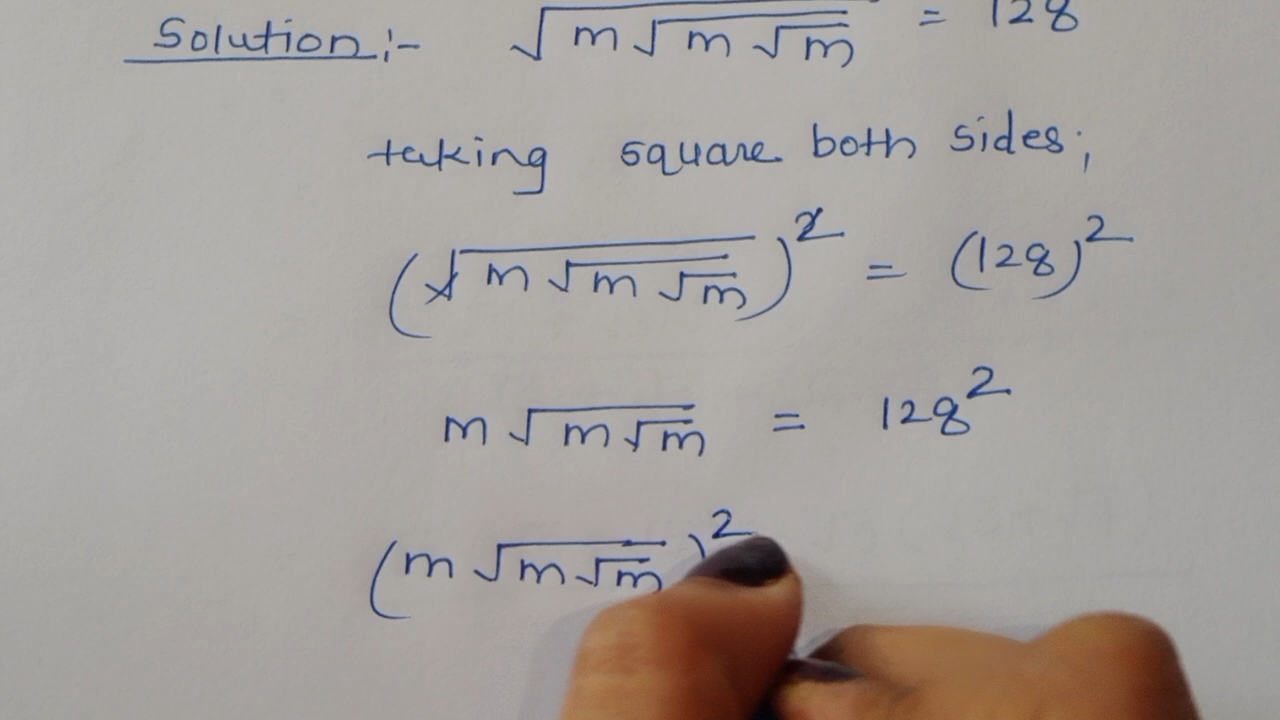 Solution :- √(m√(m√m)) = 128
taking square both sides;
(√(m√(m√m)))² = (128)²
m√(m√m) = 128²
(m√(m√m))²